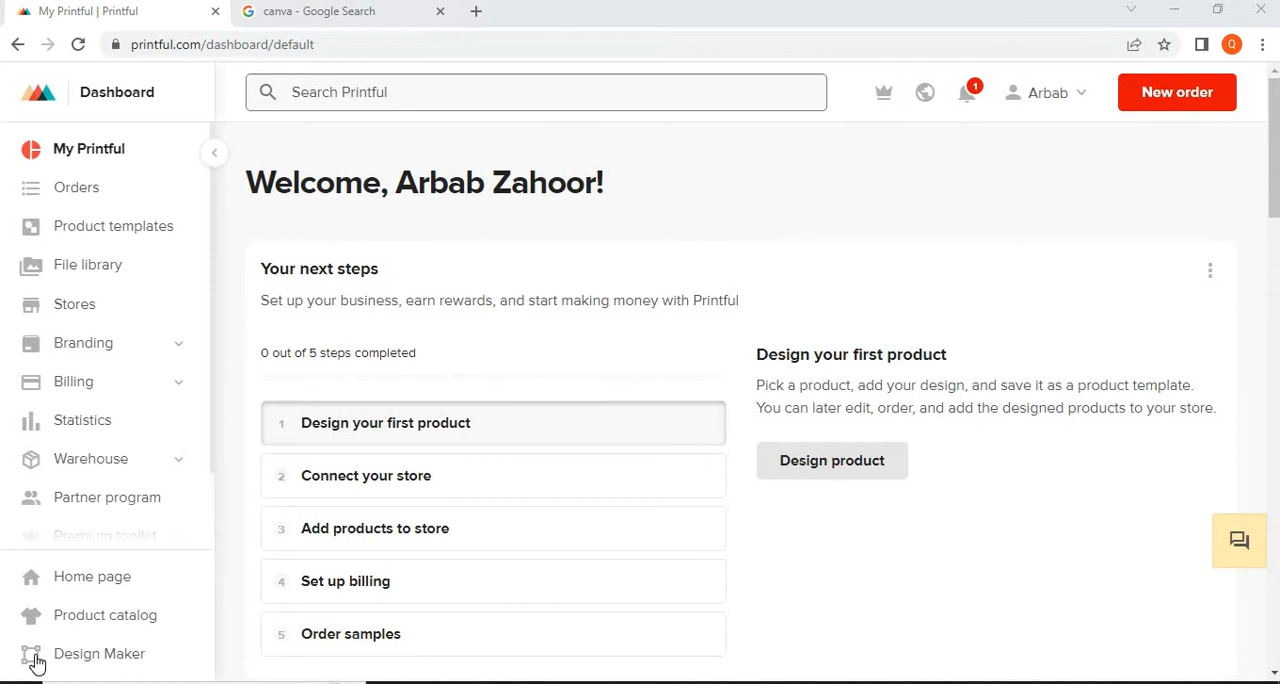 My Printful | Printful
canva - Google Search
printful.com/dashboard/default
Q
Dashboard
Search Printful
1
Arbab
New order
My Printful
Orders
Product templates
File library
Stores
Branding
Billing
Statistics
Warehouse
Partner program
Premium toolkit
Home page
Product catalog
Design Maker
Welcome, Arbab Zahoor!
Your next steps
Set up your business, earn rewards, and start making money with Printful
0 out of 5 steps completed
1 Design your first product
2 Connect your store
3 Add products to store
4 Set up billing
5 Order samples
Design your first product
Pick a product, add your design, and save it as a product template.
You can later edit, order, and add the designed products to your store.
Design product